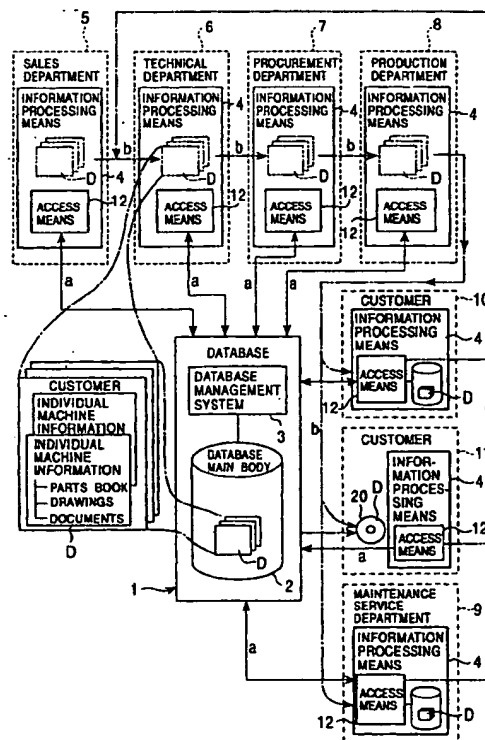 5
6
7
8
SALES
DEPARTMENT
TECHNICAL
DEPARTMENT
PROCUREMENT
DEPARTMENT
PRODUCTION
DEPARTMENT
INFORMATION
PROCESSING
MEANS
4
D
4
ACCESS
MEANS
12
b
INFORMATION
PROCESSING
MEANS
4
D
ACCESS
MEANS
12
b
INFORMATION
PROCESSING
MEANS
4
D
ACCESS
MEANS
12
b
INFORMATION
PROCESSING
MEANS
4
D
ACCESS
MEANS
12
a
a
a
a
CUSTOMER
10
INFORMATION
PROCESSING
MEANS
4
ACCESS
MEANS
D
12
DATABASE
DATABASE
MANAGEMENT
SYSTEM
3
DATABASE
MAIN BODY
D
2
1
b
CUSTOMER
INDIVIDUAL
MACHINE
INFORMATION
INDIVIDUAL
MACHINE
INFORMATION
PARTS BOOK
DRAWINGS
DOCUMENTS
D
CUSTOMER
11
20
D
INFOR-
MATION
PROCES-
SING
MEANS
4
12
ACCESS
MEANS
a
MAINTENANCE
SERVICE
DEPARTMENT
9
INFORMATION
PROCESSING
MEANS
4
ACCESS
MEANS
D
12
a